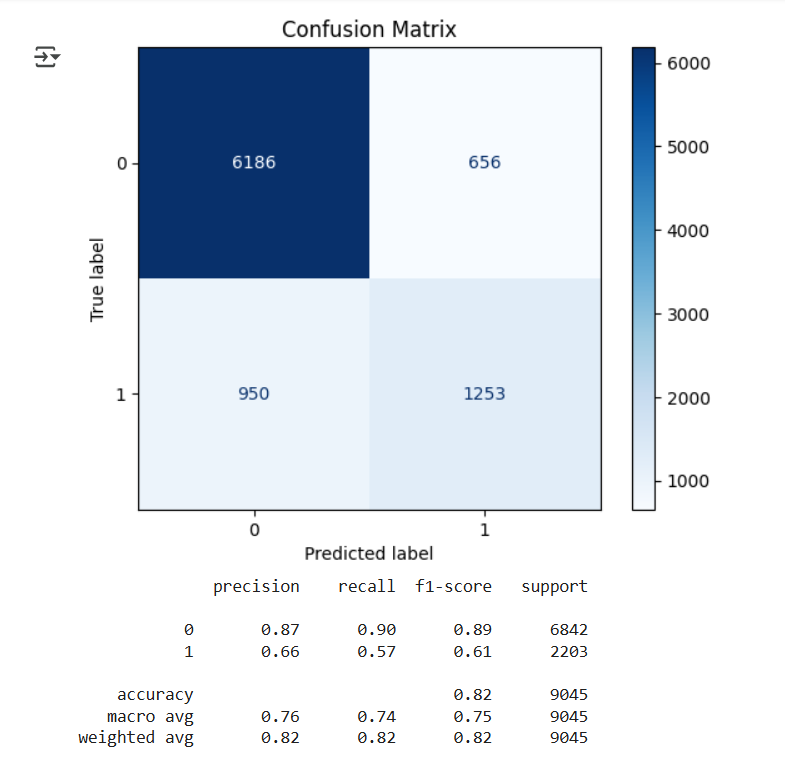 Confusion Matrix
6000
5000
4000
3000
2000
1000
0
6186 656
True label
1
950 1253
0 1
Predicted label
precision recall f1-score support
0 0.87 0.90 0.89 6842
1 0.66 0.57 0.61 2203
accuracy 0.82 9045
macro avg 0.76 0.74 0.75 9045
weighted avg 0.82 0.82 0.82 9045